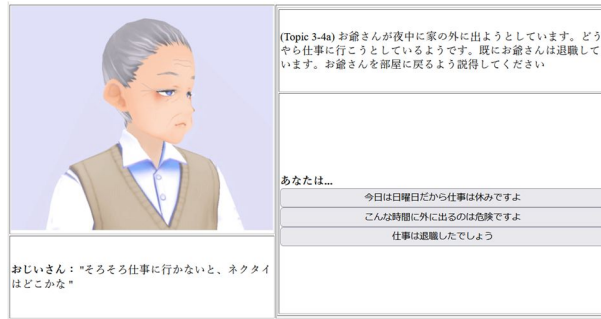 (Topic 3-4a) お爺さんが夜中に家の外に出ようとしています。どう
やら仕事に行こうとしているようです。既にお爺さんは退職して
います。お爺さんを部屋に戻るよう説得してください
あなたは...
今日は日曜日だから仕事は休みですよ
こんな時間に外に出るのは危険ですよ
仕事は退職したでしょう
おじいさん： "そろそろ仕事に行かないと、ネクタイ
はどこかな "